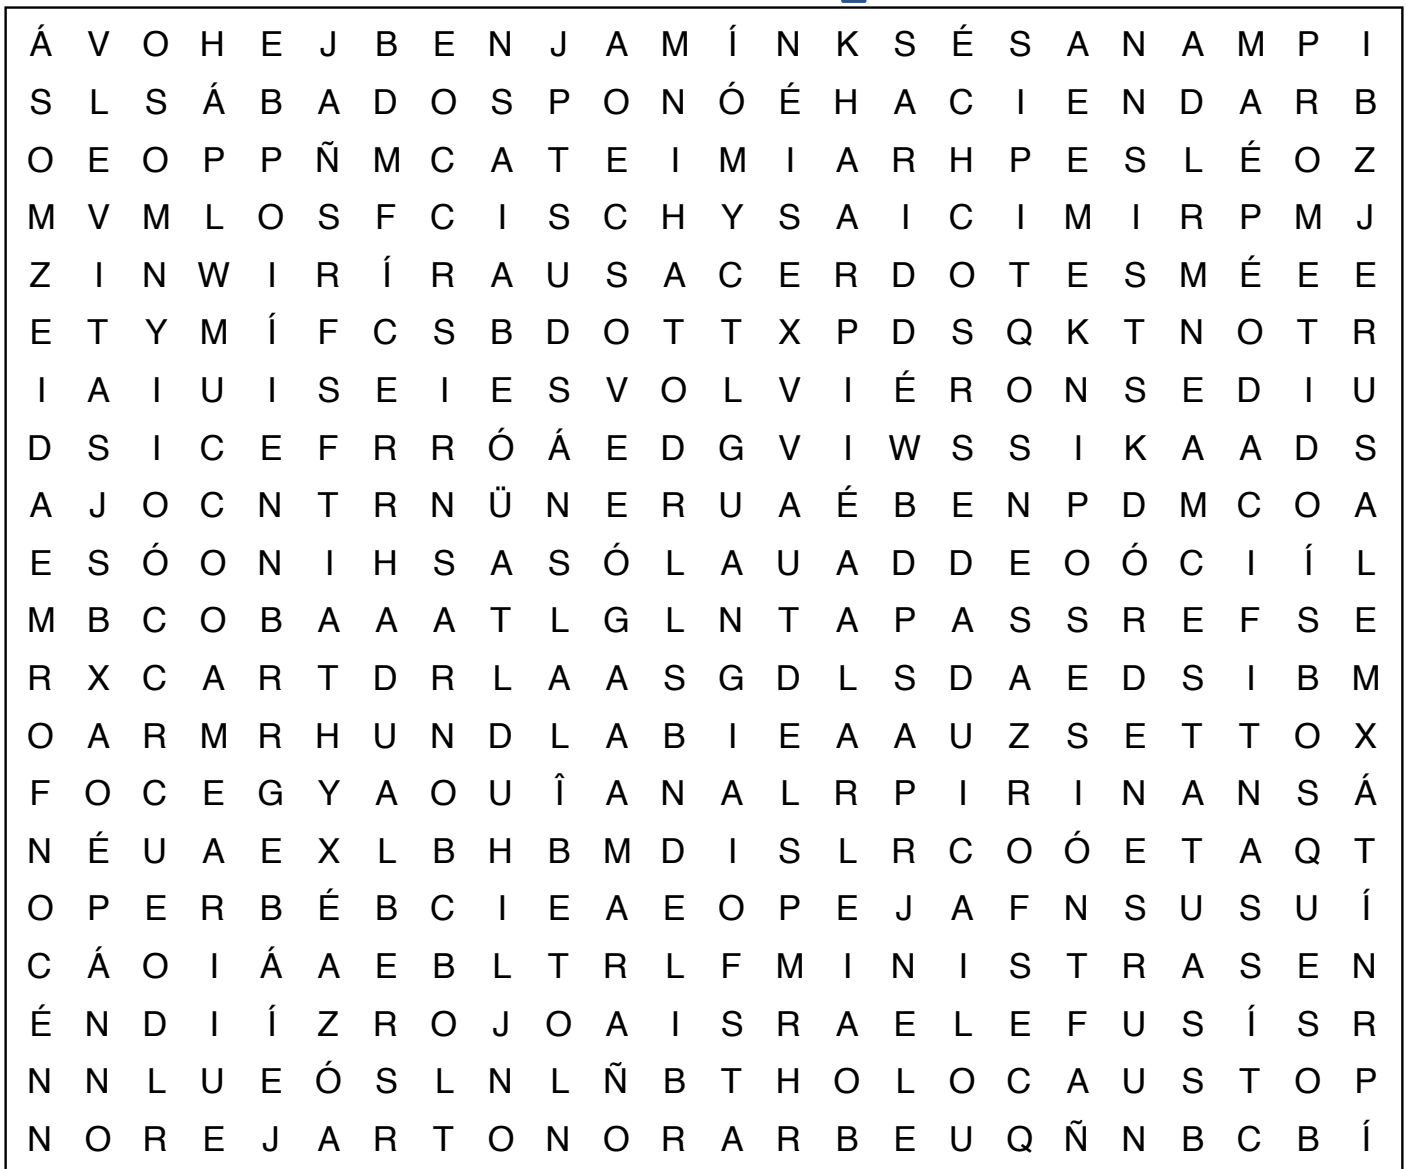 Á V O H E J B E N J A M Í N K S É S A N A M P I
S L S Á B A D O S P O N Ó É H A C I E N D A R B
O E O P P Ñ M C A T E I M I A R H P E S L É O Z
M V M L O S F C I S C H Y S A I C I M I R P M J
Z I N W I R Í R A U S A C E R D O T E S M É E E
E T Y M Í F C S B D O T T X P D S Q K T N O T R
I A I U I S E I E S V O L V I É R O N S E D I U
D S I C E F R R Ó Á E D G V I W S S I K A A D S
A J O C N T R N Ü N E R U A É B E N P D M C O A
E S Ó O N I H S A S Ó L A U A D D E O Ó C I Í L
M B C O B A A A T L G L N T A P A S S R E F S E
R X C A R T D R L A A S G D L S D A E D S I B M
O A R M R H U N D L A B I E A A U Z S E T T O X
F O C E G Y A O U Î A N A L R P I R I N A N S Á
N É U A E X L B H B M D I S L R C O Ó E T A Q T
O P E R B É B C I E A E O P E J A F N S U S U Í
C Á O I Á A E B L T R L F M I N I S T R A S E N
É N D I Í Z R O J O A I S R A E L E F U S Í S R
N N L U E Ó S L N L Ñ B T H O L O C A U S T O P
N O R E J A R T O N O R A R B E U Q Ñ N B C B Í